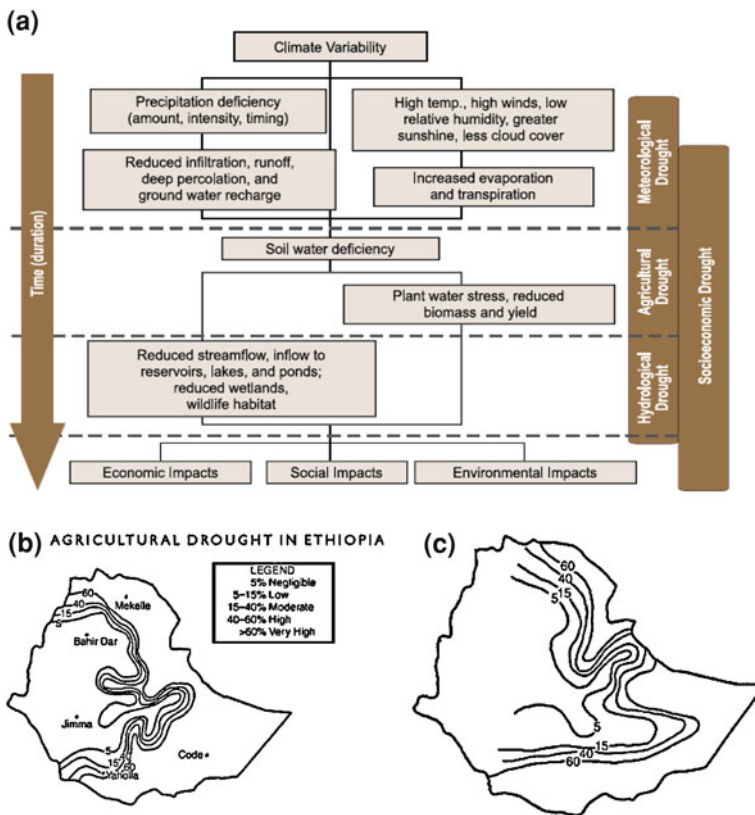 (a)
Climate Variability
Precipitation deficiency
(amount, intensity, timing)
High temp., high winds, low
relative humidity, greater
sunshine, less cloud cover
Reduced infiltration, runoff,
deep percolation, and
ground water recharge
Increased evaporation
and transpiration
Soil water deficiency
Plant water stress, reduced
biomass and yield
Reduced streamflow, inflow to
reservoirs, lakes, and ponds;
reduced wetlands,
wildlife habitat
Economic Impacts
Social Impacts
Environmental Impacts
Time (duration)
Meteorological
Drought
Agricultural
Drought
Hydrological
Drought
Socioeconomic Drought
(b)
AGRICULTURAL DROUGHT IN ETHIOPIA
LEGEND
5% Negligible
5-15% Low
15-40% Moderate
40-60% High
>60% Very High
60
40
15
5
Mekelle
Bahir Dar
Jimma
Code
5
15
60
(c)
60
40
15
5
5
15
40
60